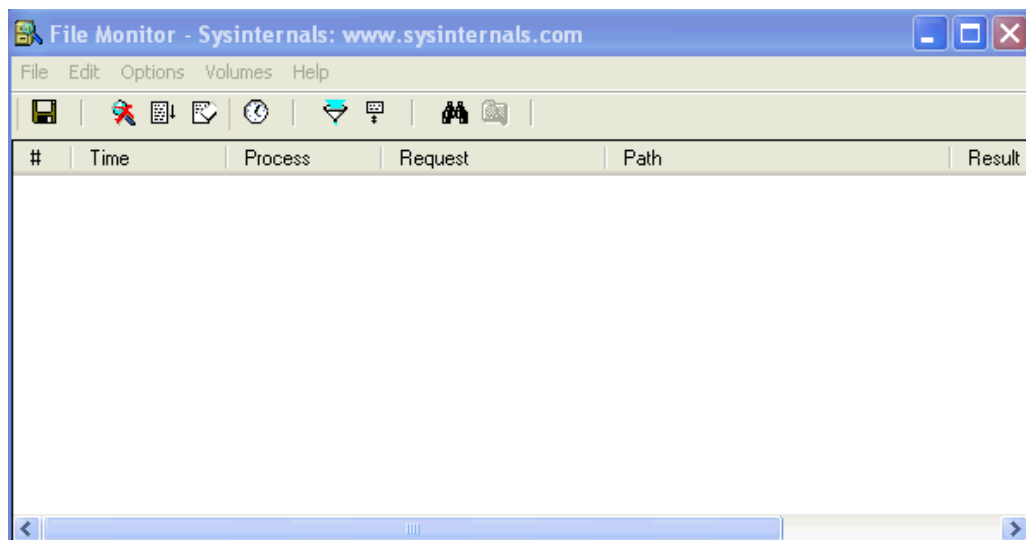 File Monitor - Sysinternals: www.sysinternals.com
File Edit Options Volumes Help
# Time Process Request Path Result